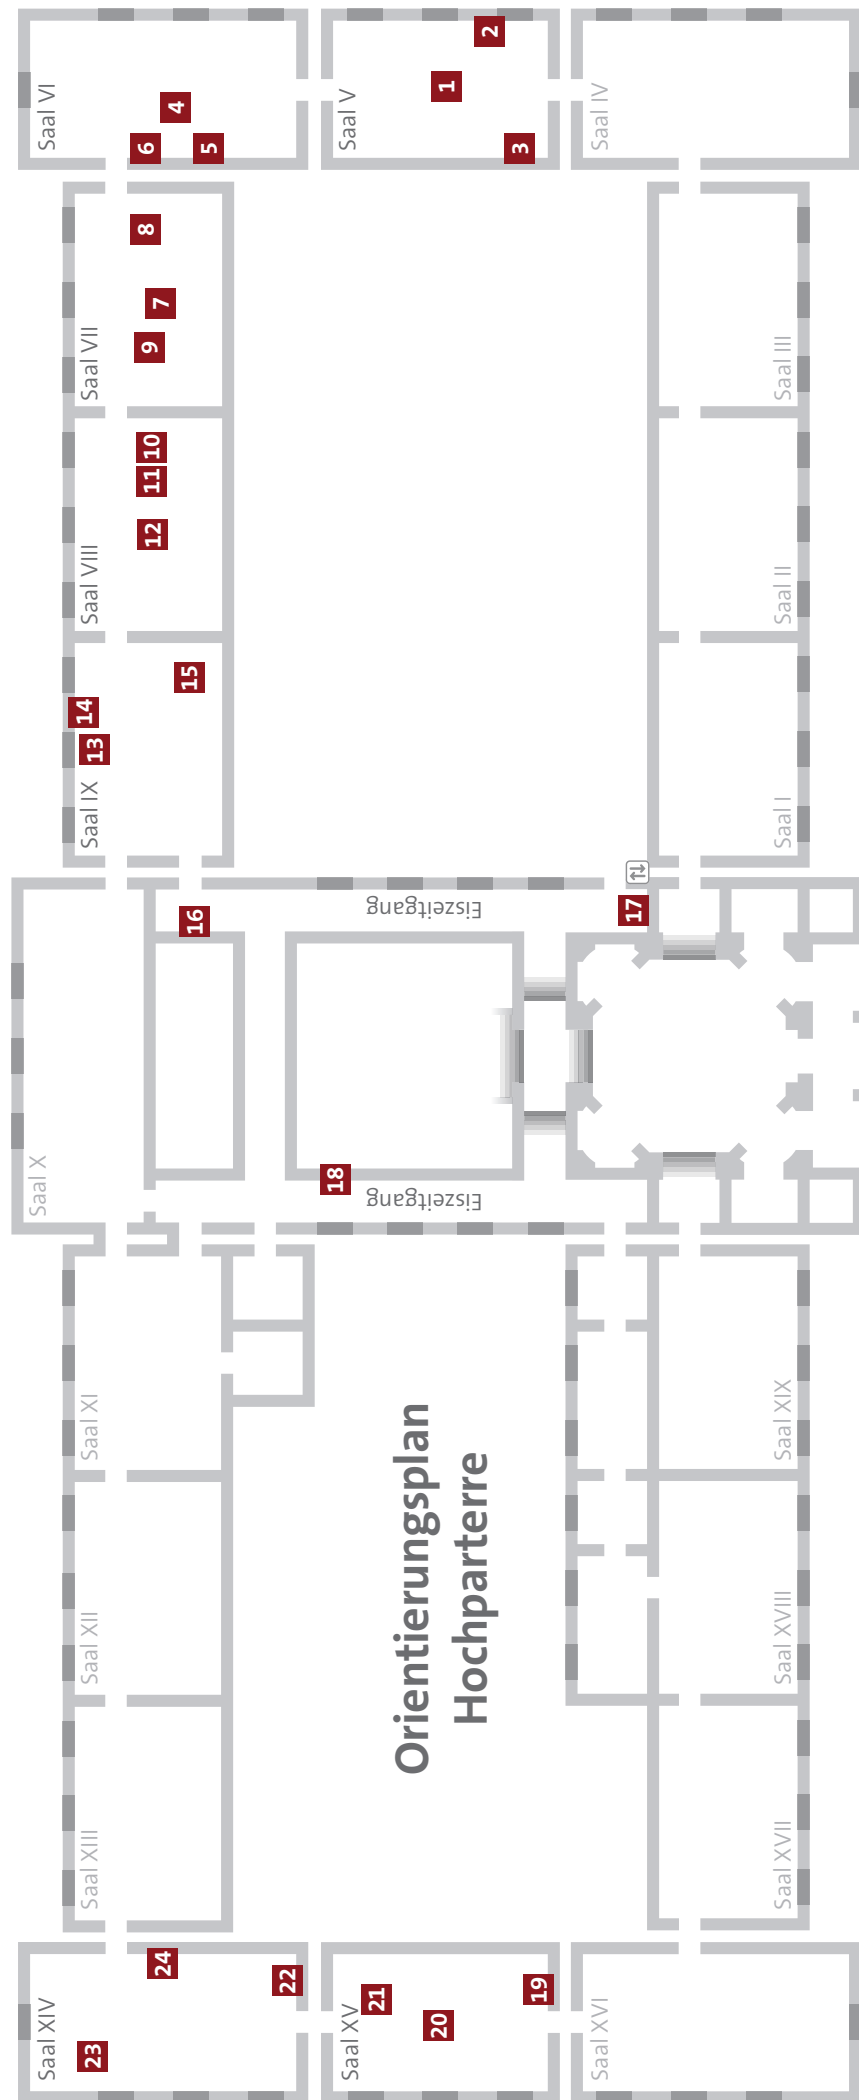 Orientierungsplan
Hochparterre
Saal XIV
23
24
22
Saal XV
21
20
19
Saal XVI
Saal XIII
Saal XII
Saal XI
Saal XVII
Saal XVIII
Saal XIX
Saal X
Eiszeitgang
18
Eiszeitgang
16
17
Saal IX
13
14
15
Saal VIII
12
11
10
Saal VII
9
7
8
Saal I
Saal II
Saal III
Saal VI
6
5
4
Saal V
3
1
2
Saal IV